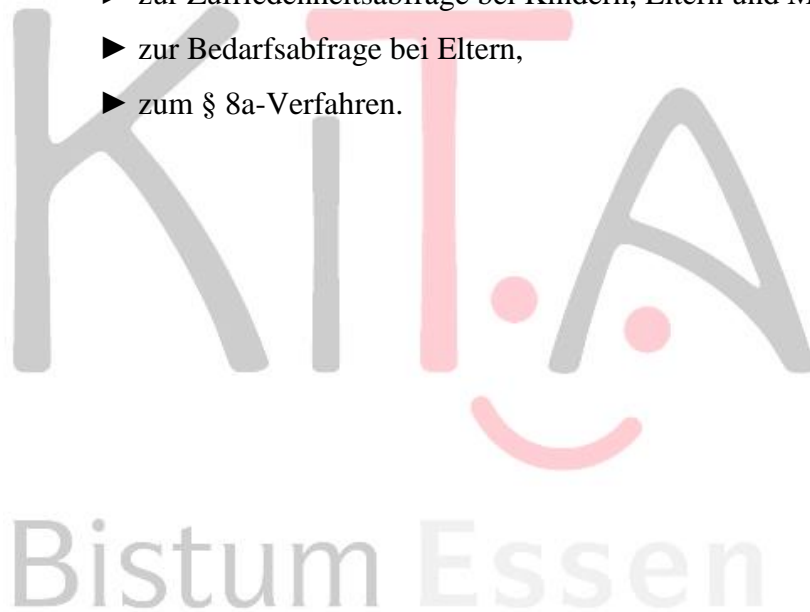 ► zur Zufriedenheitsabfrage bei Kindern, Eltern und M
► zur Bedarfsabfrage bei Eltern,
► zum § 8a-Verfahren.
KiTA
Bistum Essen